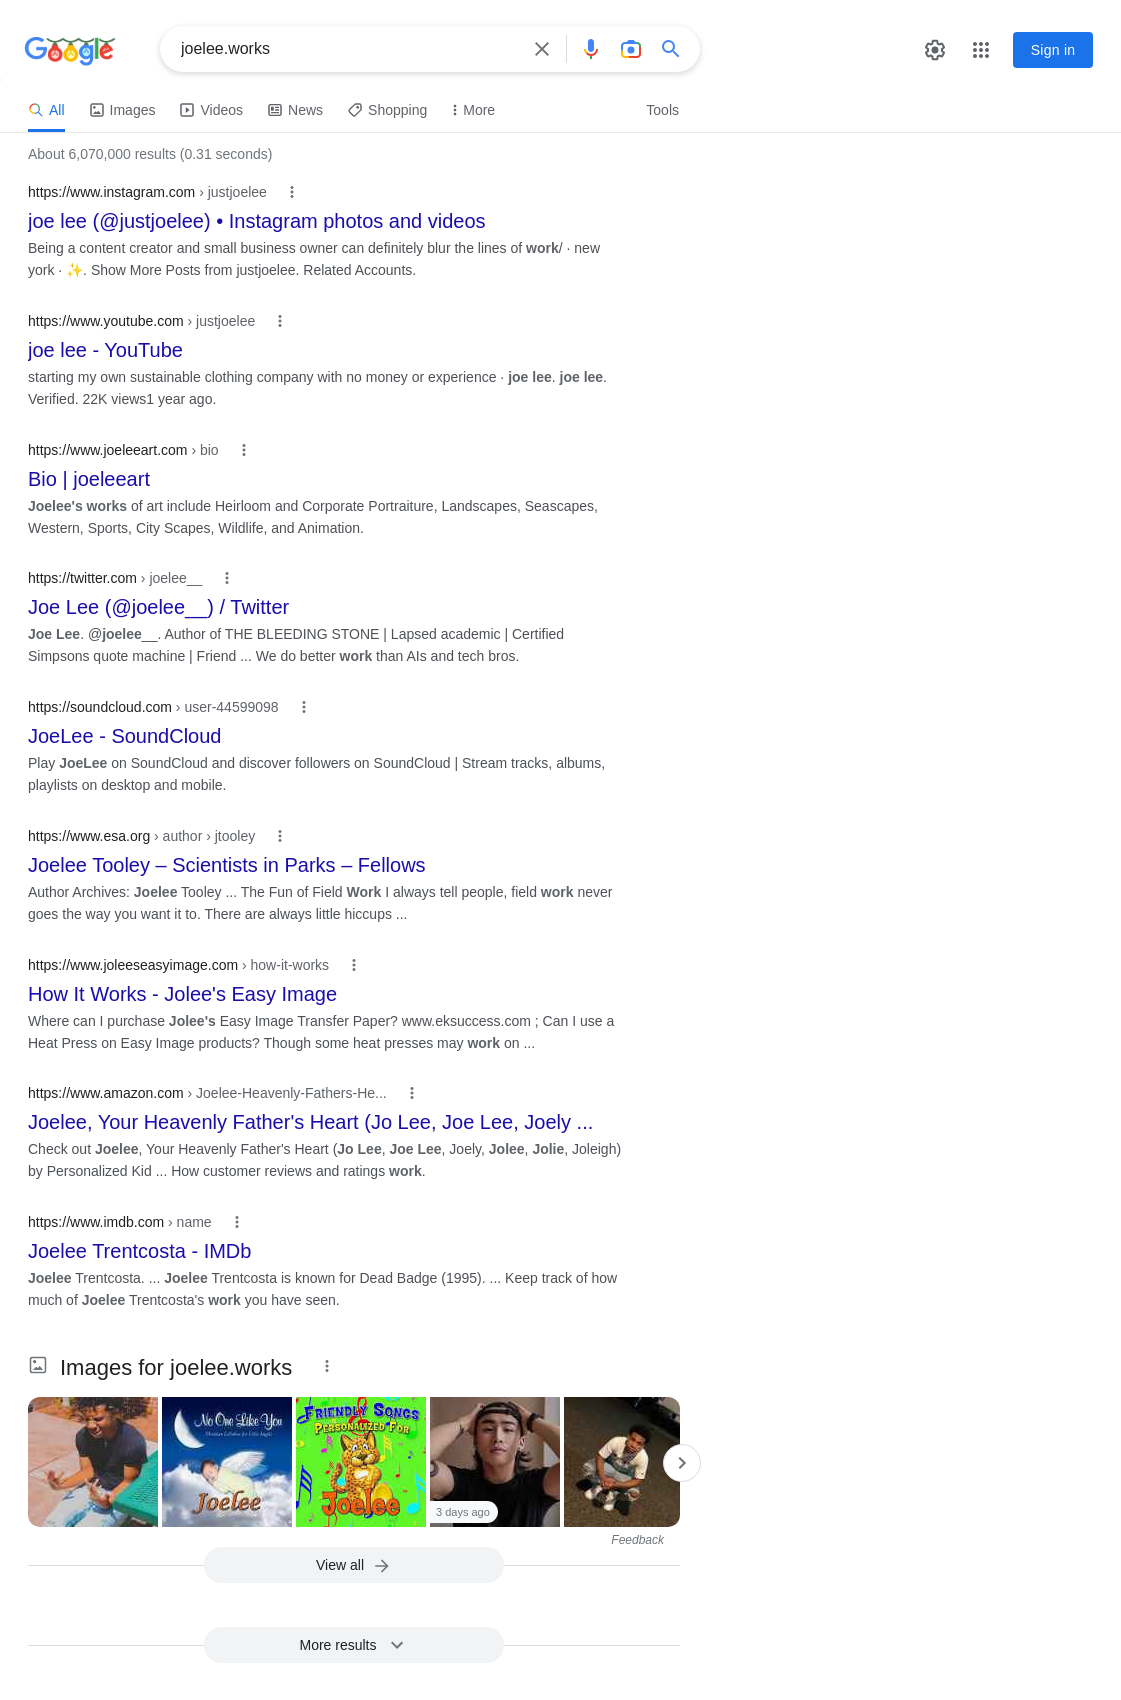 Google
joelee.works
Sign in
All
Images
Videos
News
Shopping
More
Tools
About 6,070,000 results (0.31 seconds)
https://www.instagram.com › justjoelee
joe lee (@justjoelee) • Instagram photos and videos
Being a content creator and small business owner can definitely blur the lines of work/ · new
york · ✨. Show More Posts from justjoelee. Related Accounts.
https://www.youtube.com › justjoelee
joe lee - YouTube
starting my own sustainable clothing company with no money or experience · joe lee. joe lee.
Verified. 22K views1 year ago.
https://www.joeleeart.com › bio
Bio | joeleeart
Joelee's works of art include Heirloom and Corporate Portraiture, Landscapes, Seascapes,
Western, Sports, City Scapes, Wildlife, and Animation.
https://twitter.com › joelee__
Joe Lee (@joelee__) / Twitter
Joe Lee. @joelee__. Author of THE BLEEDING STONE | Lapsed academic | Certified
Simpsons quote machine | Friend ... We do better work than AIs and tech bros.
https://soundcloud.com › user-44599098
JoeLee - SoundCloud
Play JoeLee on SoundCloud and discover followers on SoundCloud | Stream tracks, albums,
playlists on desktop and mobile.
https://www.esa.org › author › jtooley
Joelee Tooley – Scientists in Parks – Fellows
Author Archives: Joelee Tooley ... The Fun of Field Work I always tell people, field work never
goes the way you want it to. There are always little hiccups ...
https://www.joleeseasyimage.com › how-it-works
How It Works - Jolee's Easy Image
Where can I purchase Jolee's Easy Image Transfer Paper? www.eksuccess.com ; Can I use a
Heat Press on Easy Image products? Though some heat presses may work on ...
https://www.amazon.com › Joelee-Heavenly-Fathers-He...
Joelee, Your Heavenly Father's Heart (Jo Lee, Joe Lee, Joely ...
Check out Joelee, Your Heavenly Father's Heart (Jo Lee, Joe Lee, Joely, Jolee, Jolie, Joleigh)
by Personalized Kid ... How customer reviews and ratings work.
https://www.imdb.com › name
Joelee Trentcosta - IMDb
Joelee Trentcosta. ... Joelee Trentcosta is known for Dead Badge (1995). ... Keep track of how
much of Joelee Trentcosta's work you have seen.
Images for joelee.works
No One Like You
Joelee
FRIENDLY SONGS
PERSONALIZED FOR
Joelee
3 days ago
Feedback
View all
More results